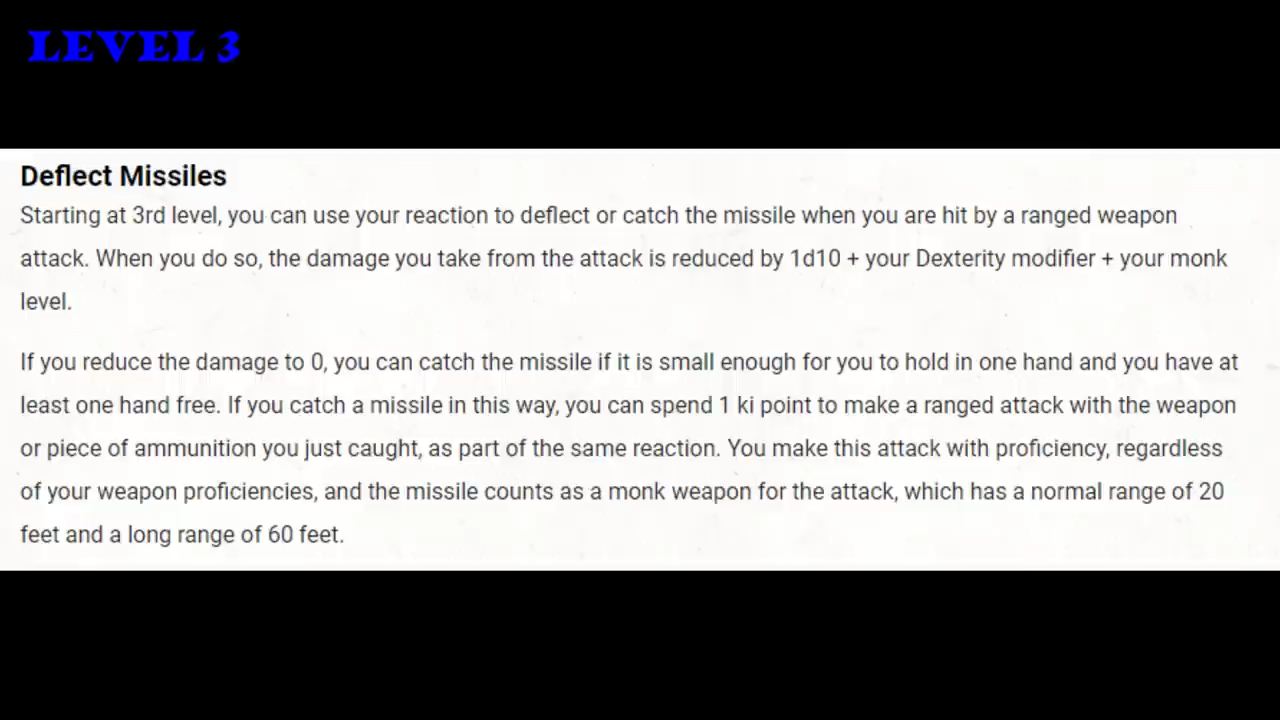 LEVEL 3
Deflect Missiles
Starting at 3rd level, you can use your reaction to deflect or catch the missile when you are hit by a ranged weapon
attack. When you do so, the damage you take from the attack is reduced by 1d10 + your Dexterity modifier + your monk
level.
If you reduce the damage to 0, you can catch the missile if it is small enough for you to hold in one hand and you have at
least one hand free. If you catch a missile in this way, you can spend 1 ki point to make a ranged attack with the weapon
or piece of ammunition you just caught, as part of the same reaction. You make this attack with proficiency, regardless
of your weapon proficiencies, and the missile counts as a monk weapon for the attack, which has a normal range of 20
feet and a long range of 60 feet.